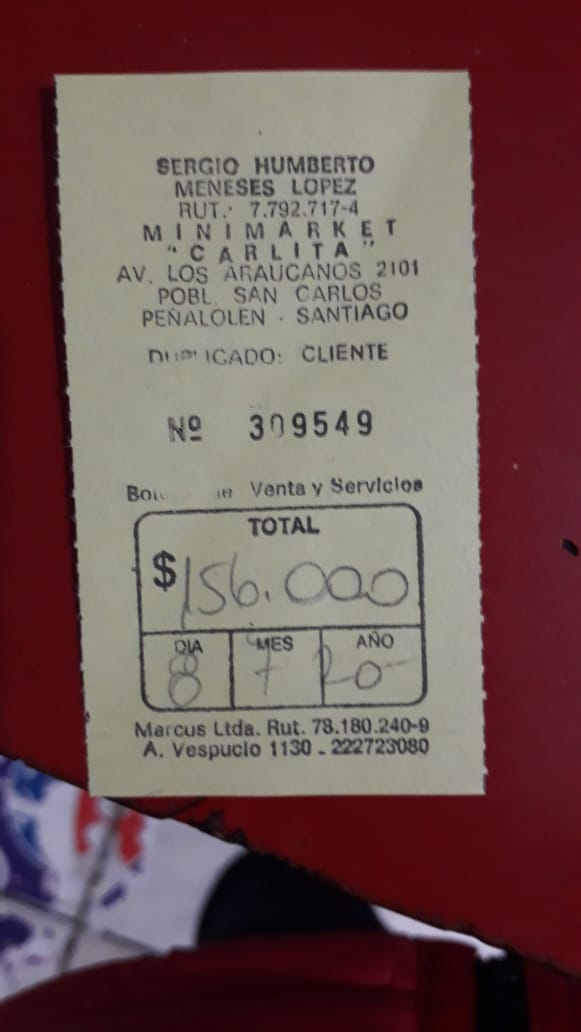 SERGIO HUMBERTO
MENESES LOPEZ
RUT.: 7.792.717-4
MINIMARKET
"CARLITA"
AV. LOS ARAUCANOS 2101
POBL. SAN CARLOS
PEÑALOLEN - SANTIAGO
CLIENTE
Nº 309549
Venta y Servicios
TOTAL
$156.000
DIA MES AÑO
8 7 20
Marcus Ltda. Rut. 78.180.240-9
A. Vespucio 1130 - 222723080